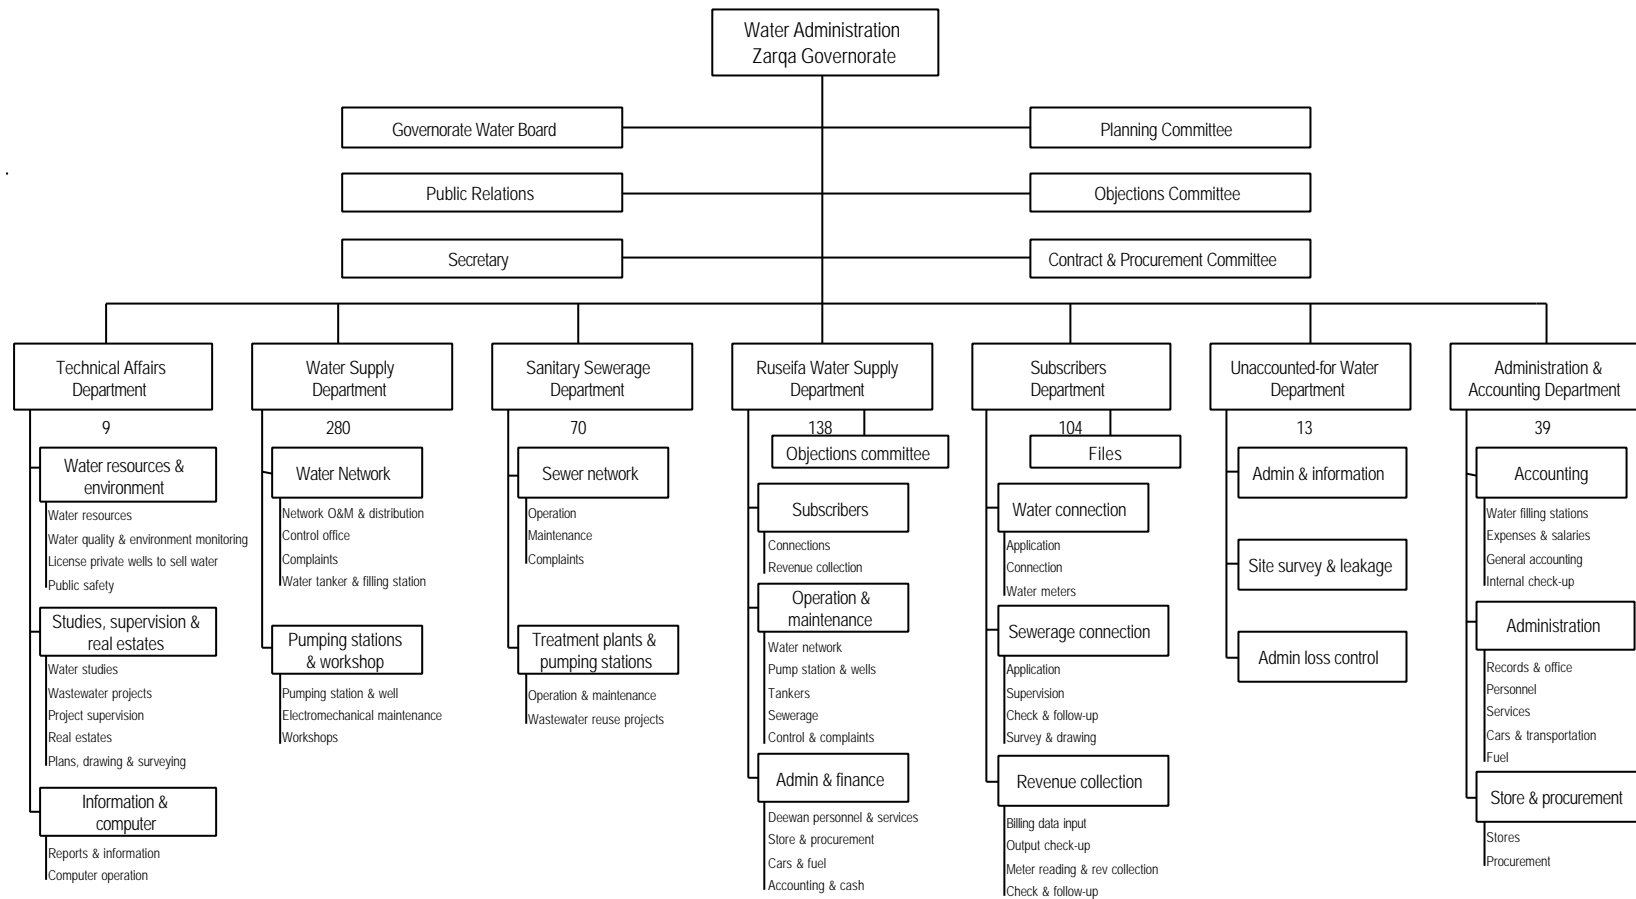 Water Administration
Zarqa Governorate
Governorate Water Board
Planning Committee
Public Relations
Objections Committee
Secretary
Contract & Procurement Committee
Technical Affairs
Department
9
Water resources &
environment
Water resources
Water quality & environment monitoring
License private wells to sell water
Public safety
Studies, supervision &
real estates
Water studies
Wastewater projects
Project supervision
Real estates
Plans, drawing & surveying
Information &
computer
Reports & information
Computer operation
Water Supply
Department
280
Water Network
Network O&M & distribution
Control office
Complaints
Water tanker & filling station
Pumping stations
& workshop
Pumping station & well
Electromechanical maintenance
Workshops
Sanitary Sewerage
Department
70
Sewer network
Operation
Maintenance
Complaints
Treatment plants &
pumping stations
Operation & maintenance
Wastewater reuse projects
Ruseifa Water Supply
Department
138
Objections committee
Subscribers
Connections
Revenue collection
Operation &
maintenance
Water network
Pump station & wells
Tankers
Sewerage
Control & complaints
Admin & finance
Deewan personnel & services
Store & procurement
Cars & fuel
Accounting & cash
Subscribers
Department
104
Files
Water connection
Application
Connection
Water meters
Sewerage connection
Application
Supervision
Check & follow-up
Survey & drawing
Revenue collection
Billing data input
Output check-up
Meter reading & rev collection
Check & follow-up
Unaccounted-for Water
Department
13
Admin & information
Site survey & leakage
Admin loss control
Administration &
Accounting Department
39
Accounting
Water filling stations
Expenses & salaries
General accounting
Internal check-up
Administration
Records & office
Personnel
Services
Cars & transportation
Fuel
Store & procurement
Stores
Procurement